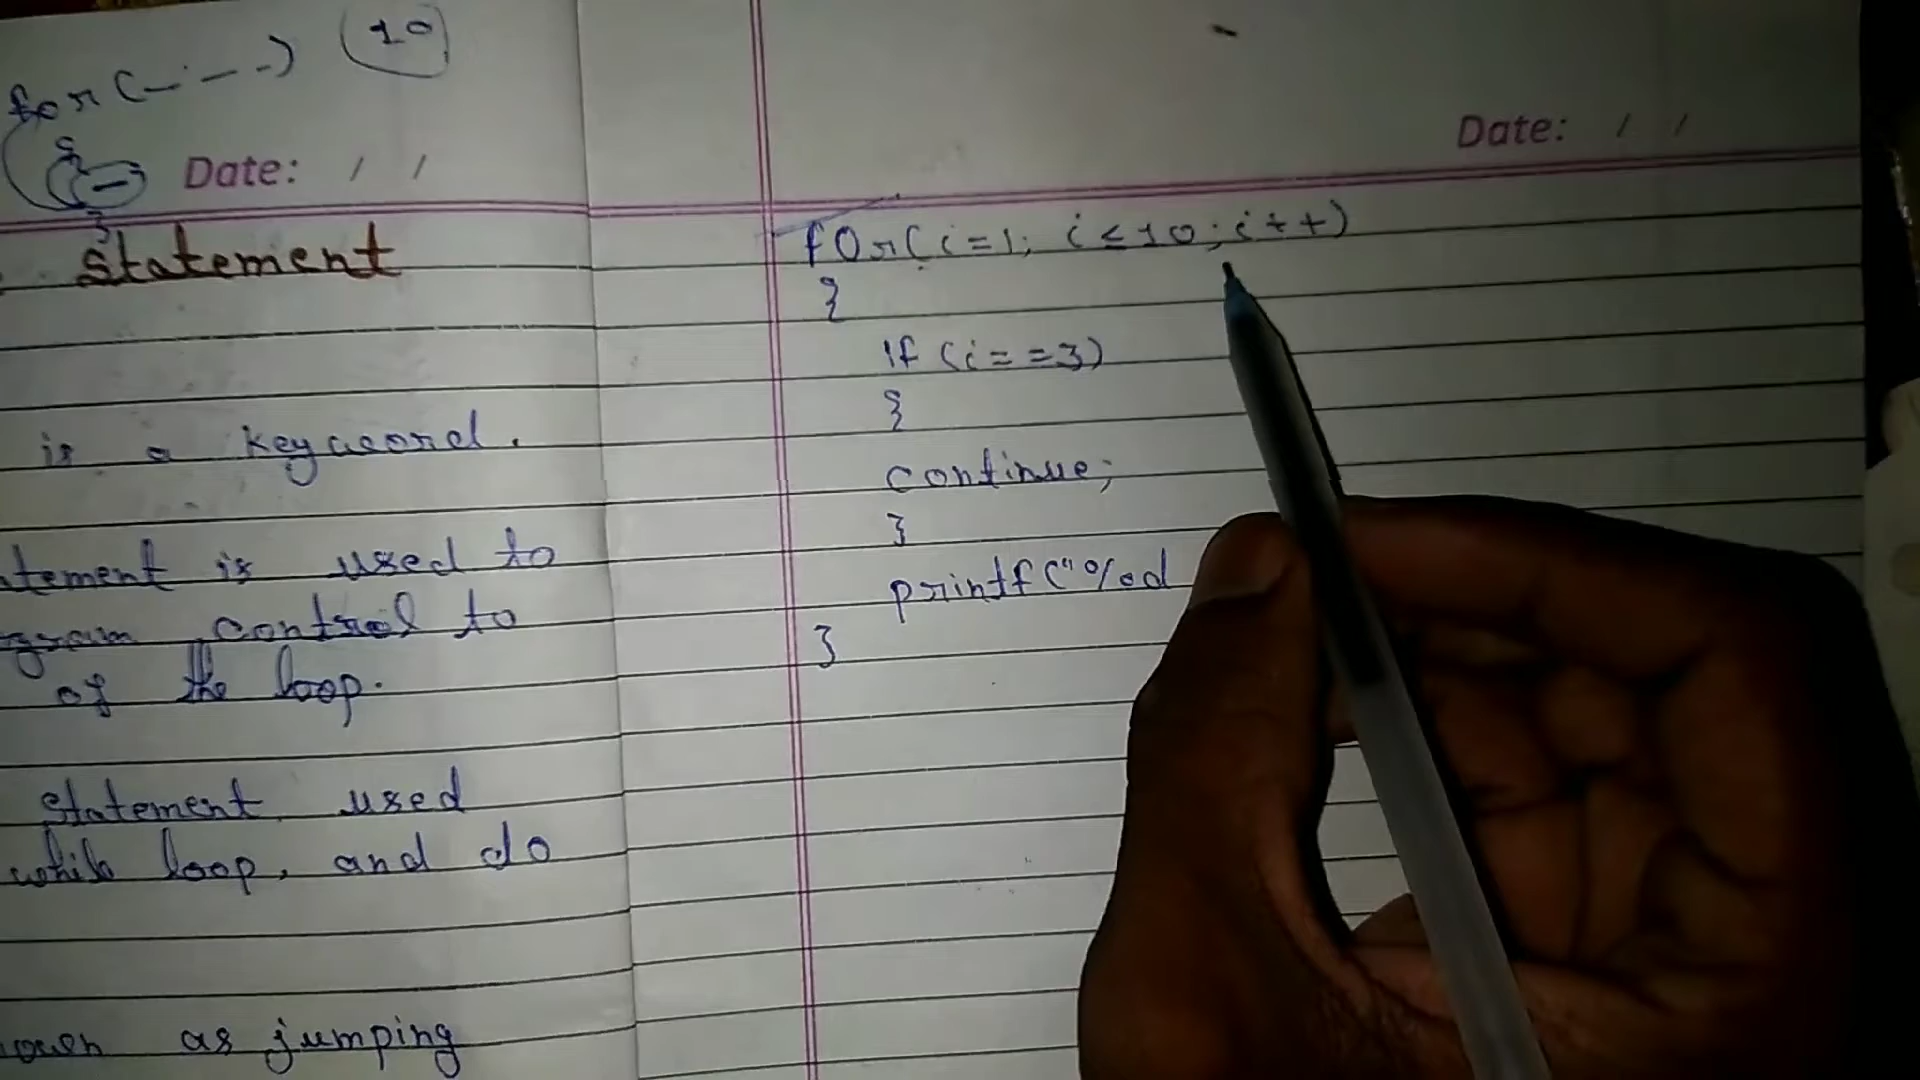 for(----) 10
Date: / /
statement
is a keyword.
tement is used to
gram control to
of the loop.
statement used
while loop, and do
as jumping
Date: / /
for(i=1; i≤10; i++)
{
if (i==3)
{
continue;
}
printf("%d
}